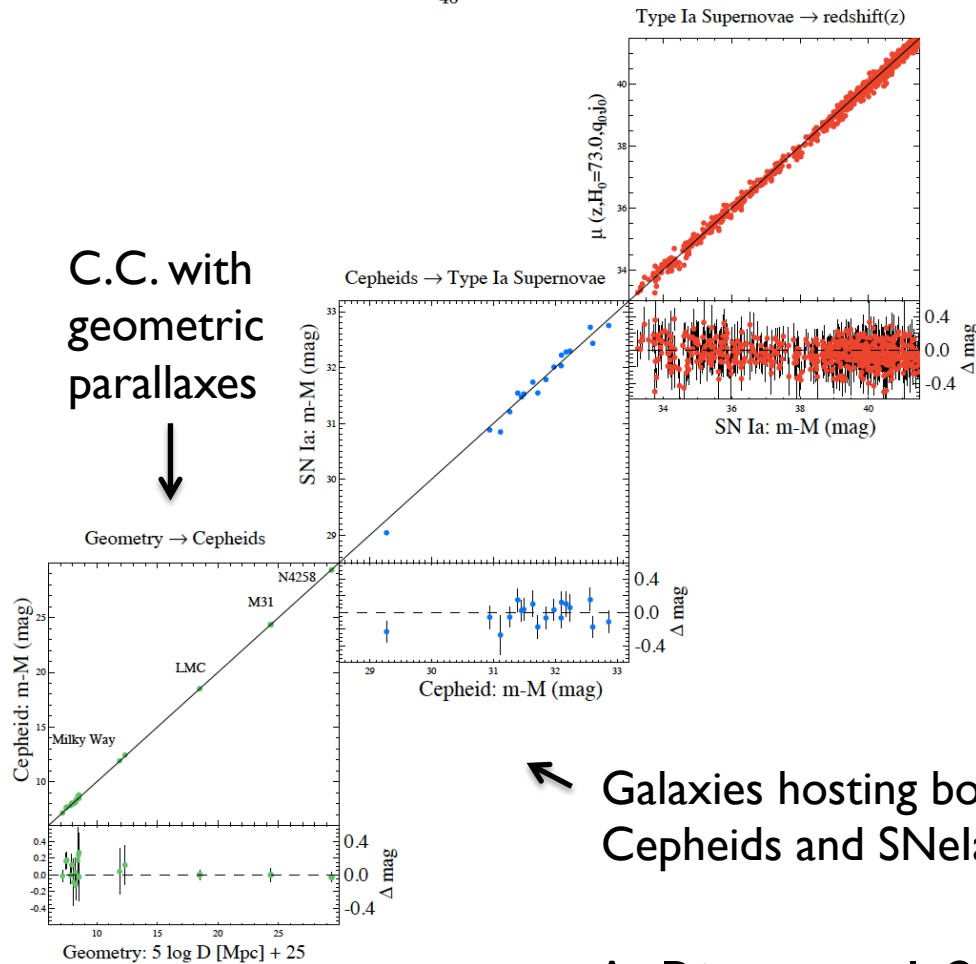 Type Ia Supernovae → redshift(z)
40
38
36
34
μ (z,H₀=73.0,q₀,j₀)
0.4
0.0
-0.4
Δ mag
34 36 38 40
SN Ia: m-M (mag)
C.C. with
geometric
parallaxes
Cepheids → Type Ia Supernovae
33
32
31
30
29
SN Ia: m-M (mag)
0.4
0.0
-0.4
Δ mag
29 30 31 32 33
Cepheid: m-M (mag)
Geometry → Cepheids
N4258
M31
LMC
Milky Way
25
20
15
10
Cepheid: m-M (mag)
0.4
0.2
0.0
-0.2
-0.4
0.4
0.0
-0.4
Δ mag
10 15 20 25
Geometry: 5 log D [Mpc] + 25
Galaxies hosting bo
Cepheids and SNeIa